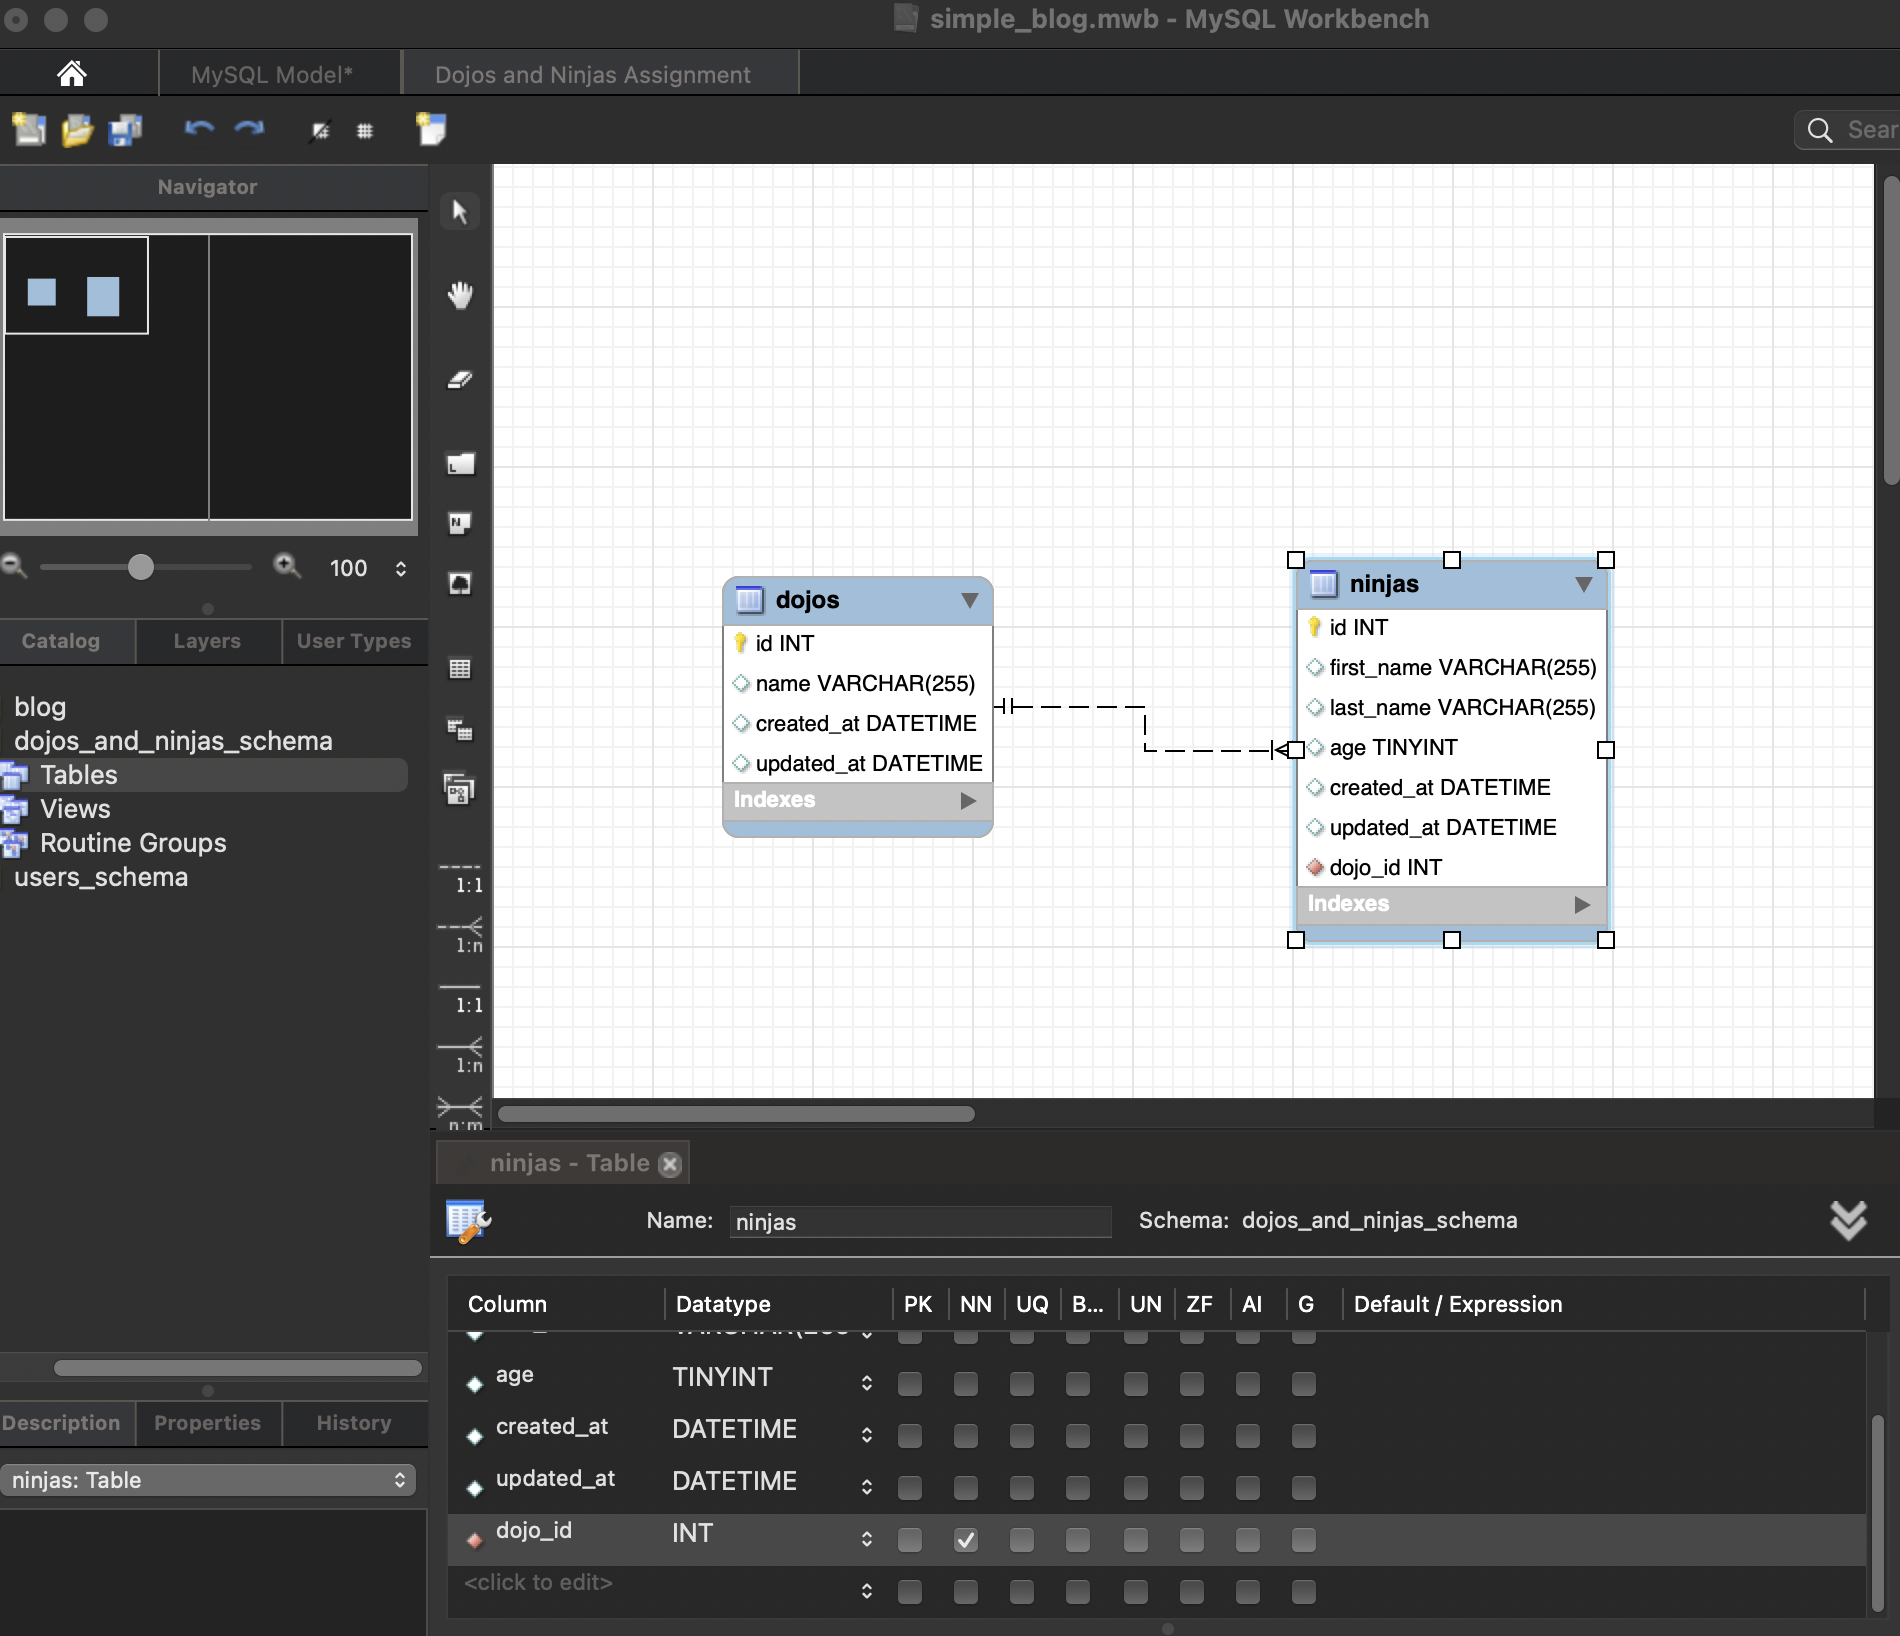 simple_blog.mwb - MySQL Workbench
MySQL Model*
Dojos and Ninjas Assignment
Navigator
100
Catalog
Layers
User Types
blog
dojos_and_ninjas_schema
Tables
Views
Routine Groups
users_schema
Description
Properties
History
ninjas: Table
1:1
1:n
1:1
1:n
n:m
dojos
id INT
name VARCHAR(255)
created_at DATETIME
updated_at DATETIME
Indexes
ninjas
id INT
first_name VARCHAR(255)
last_name VARCHAR(255)
age TINYINT
created_at DATETIME
updated_at DATETIME
dojo_id INT
Indexes
ninjas - Table
Name: ninjas Schema: dojos_and_ninjas_schema
Column Datatype PK NN UQ B... UN ZF AI G Default / Expression
age TINYINT
created_at DATETIME
updated_at DATETIME
dojo_id INT
<click to edit>